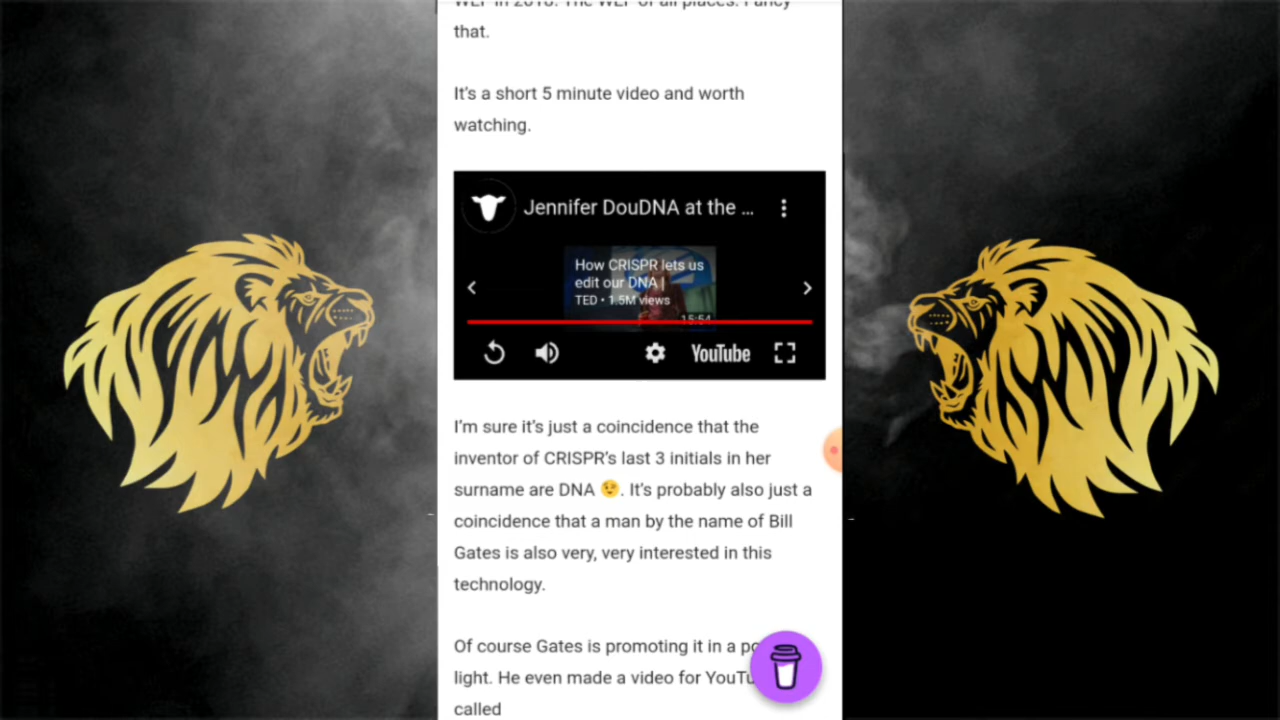 that.
It's a short 5 minute video and worth
watching.
Jennifer DouDNA at the ...
How CRISPR lets us
edit our DNA |
TED • 1.5M views
15:54
YouTube
I'm sure it's just a coincidence that the
inventor of CRISPR's last 3 initials in her
surname are DNA 😉. It's probably also just a
coincidence that a man by the name of Bill
Gates is also very, very interested in this
technology.
Of course Gates is promoting it in a
light. He even made a video for
called